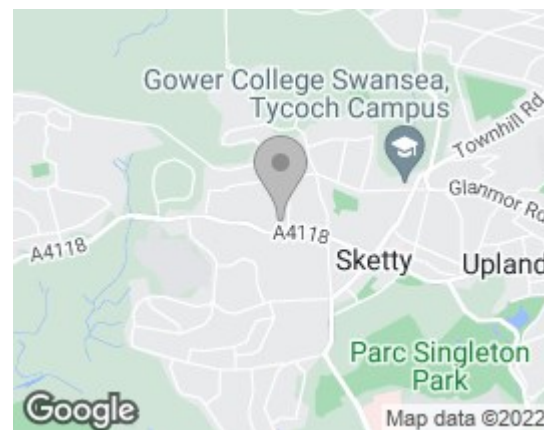 Gower College Swansea,
Tycoch Campus
Townhill Rd
Glanmor Rd
A4118
A4118
Sketty
Upland
Parc Singleton
Park
Google
Map data ©2022